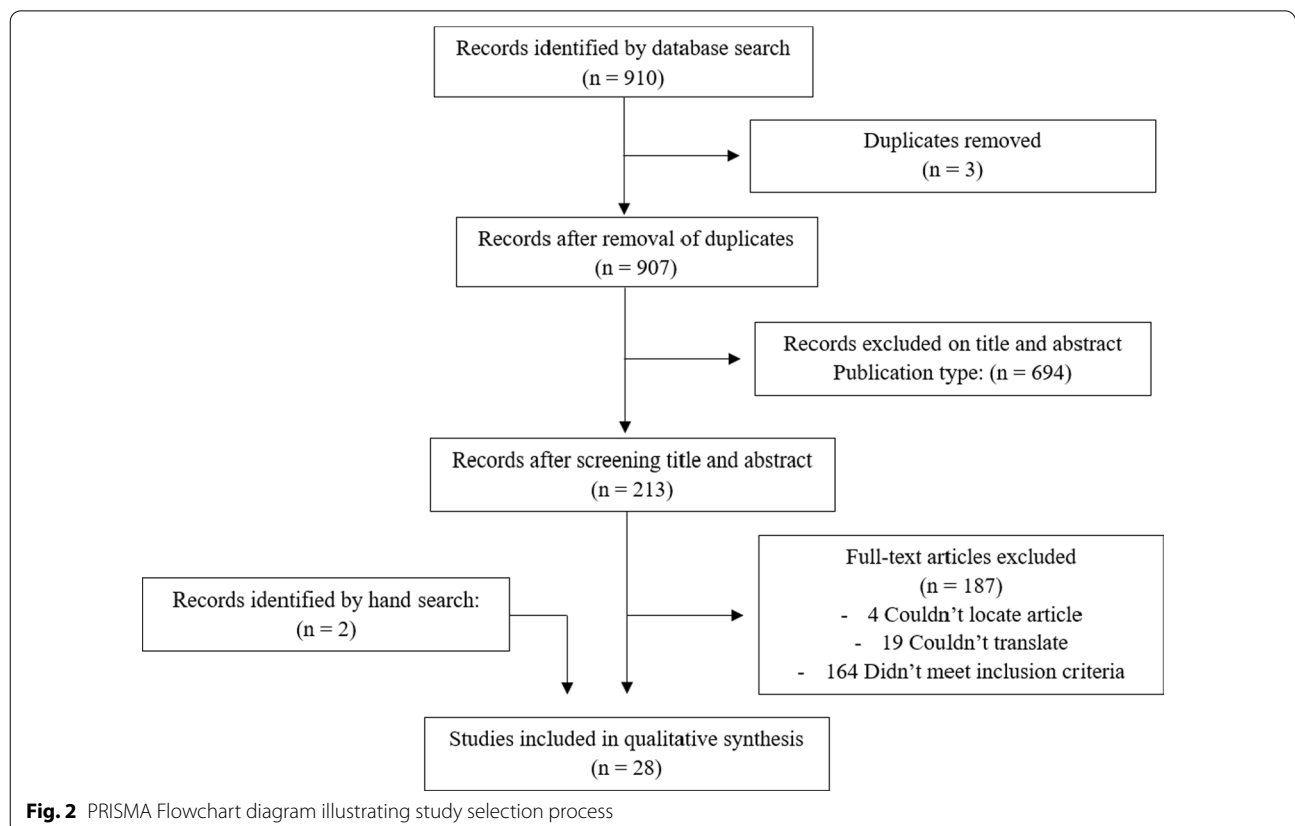 Records identified by database search
(n = 910)
Duplicates removed
(n = 3)
Records after removal of duplicates
(n = 907)
Records excluded on title and abstract
Publication type: (n = 694)
Records after screening title and abstract
(n = 213)
Full-text articles excluded
(n = 187)
- 4 Couldn’t locate article
- 19 Couldn’t translate
- 164 Didn’t meet inclusion criteria
Records identified by hand search:
(n = 2)
Studies included in qualitative synthesis
(n = 28)
Fig. 2 PRISMA Flowchart diagram illustrating study selection process